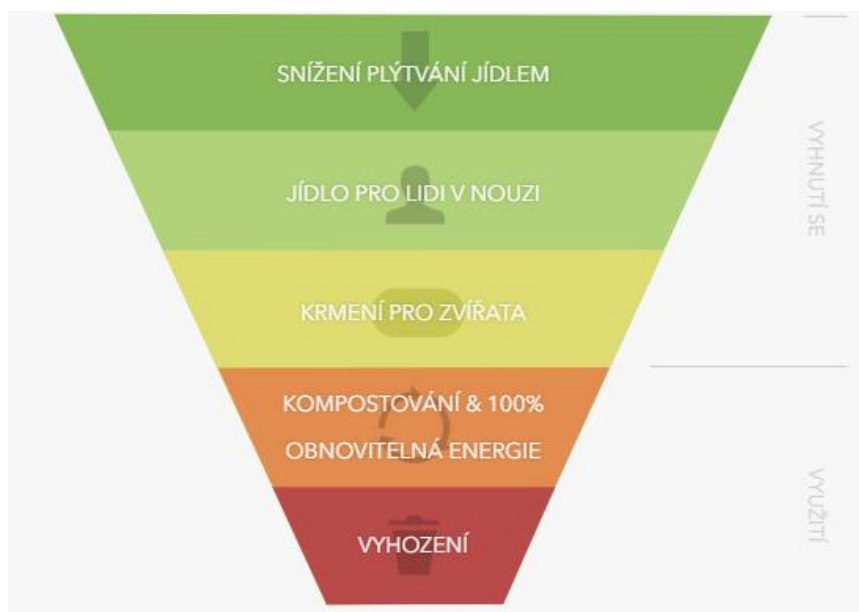 SNÍŽENÍ PLÝTVÁNÍ JÍDLEM
JÍDLO PRO LIDI V NOUZI
KRMENÍ PRO ZVÍŘATA
KOMPOSTOVÁNÍ & 100%
OBNOVITELNÁ ENERGIE
VYHOZENÍ
VYHNUTÍ SE
VYUŽITÍ